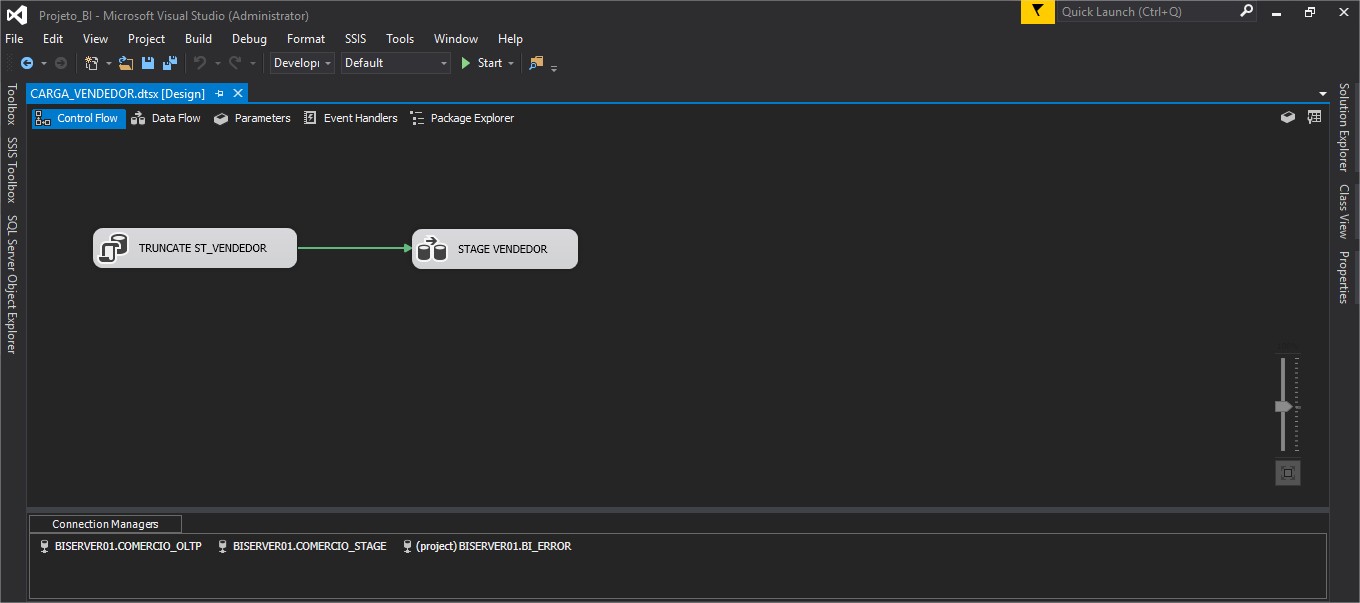 Projeto_BI - Microsoft Visual Studio (Administrator)
Quick Launch (Ctrl+Q)
File Edit View Project Build Debug Format SSIS Tools Window Help
Developı Default Start
CARGA_VENDEDOR.dtsx [Design]
Control Flow Data Flow Parameters Event Handlers Package Explorer
Toolbox
SSIS Toolbox
SQL Server Object Explorer
TRUNCATE ST_VENDEDOR
STAGE VENDEDOR
Solution Explorer
Class View
Properties
Connection Managers
BISERVER01.COMERCIO_OLTP BISERVER01.COMERCIO_STAGE (project) BISERVER01.BI_ERROR